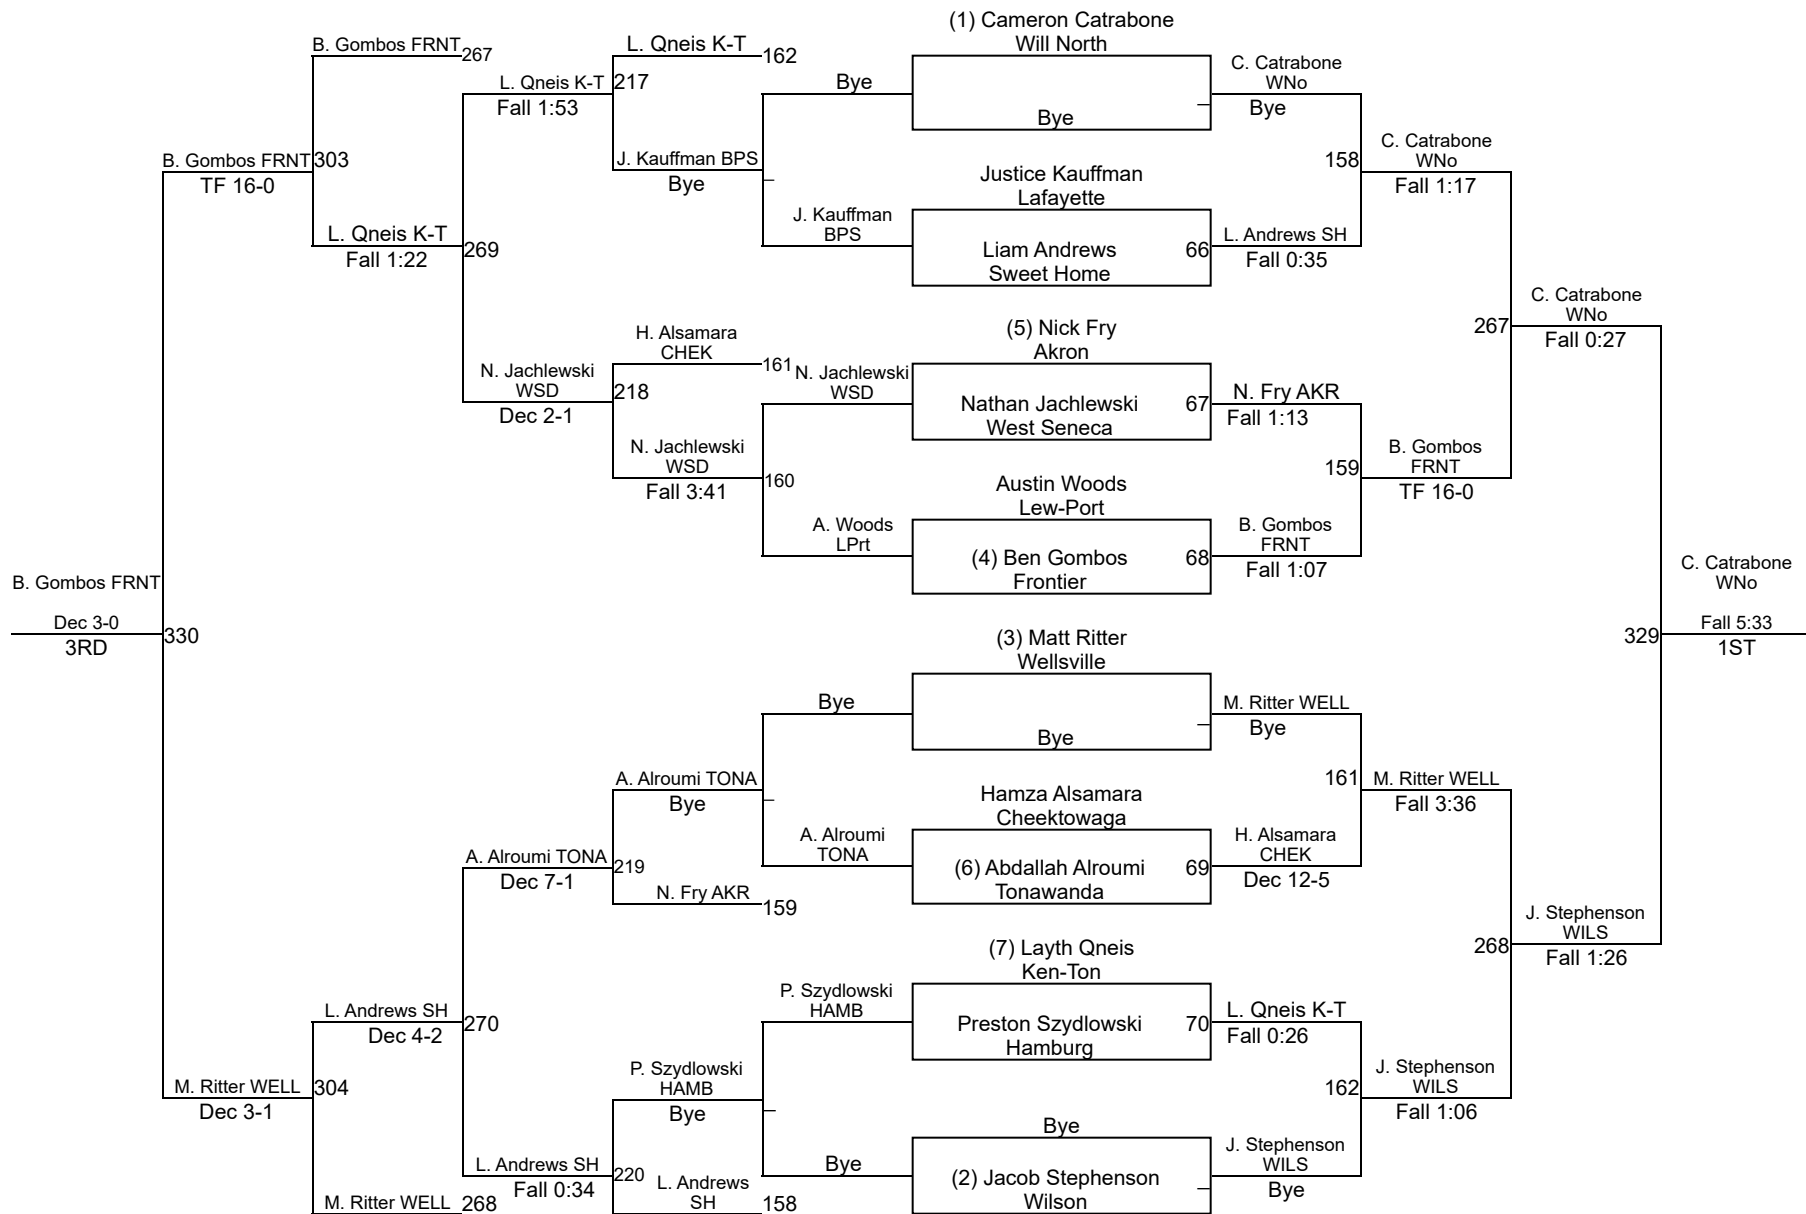 (1) Cameron Catrabone
Will North
Bye
Justice Kauffman
Lafayette
Liam Andrews
Sweet Home
66
(5) Nick Fry
Akron
Nathan Jachlewski
West Seneca
67
Austin Woods
Lew-Port
(4) Ben Gombos
Frontier
68
(3) Matt Ritter
Wellsville
Bye
Hamza Alsamara
Cheektowaga
(6) Abdallah Alroumi
Tonawanda
69
(7) Layth Qneis
Ken-Ton
Preston Szydlowski
Hamburg
70
Bye
(2) Jacob Stephenson
Wilson
C. Catrabone
WNo
Bye
158
L. Andrews SH
Fall 0:35
N. Fry AKR
Fall 1:13
159
B. Gombos
FRNT
Fall 1:07
M. Ritter WELL
Bye
161
H. Alsamara
CHEK
Dec 12-5
L. Qneis K-T
Fall 0:26
162
J. Stephenson
WILS
Bye
C. Catrabone
WNo
Fall 1:17
267
B. Gombos
FRNT
TF 16-0
M. Ritter WELL
Fall 3:36
268
J. Stephenson
WILS
Fall 1:06
C. Catrabone
WNo
Fall 0:27
329
J. Stephenson
WILS
Fall 1:26
C. Catrabone
WNo
Fall 5:33
1ST
Bye
J. Kauffman
BPS
N. Jachlewski
WSD
160
A. Woods
LPrt
Bye
A. Alroumi
TONA
P. Szydlowski
HAMB
Bye
L. Qneis K-T
162
217
J. Kauffman BPS
Bye
H. Alsamara
CHEK
161
218
N. Jachlewski
WSD
Fall 3:41
A. Alroumi TONA
Bye
219
N. Fry AKR
159
P. Szydlowski
HAMB
Bye
220
L. Andrews
SH
158
L. Qneis K-T
Fall 1:53
269
N. Jachlewski
WSD
Dec 2-1
A. Alroumi TONA
Dec 7-1
270
L. Andrews SH
Fall 0:34
B. Gombos FRNT
267
303
L. Qneis K-T
Fall 1:22
L. Andrews SH
Dec 4-2
304
M. Ritter WELL
268
B. Gombos FRNT
TF 16-0
330
M. Ritter WELL
Dec 3-1
B. Gombos FRNT
Dec 3-0
3RD